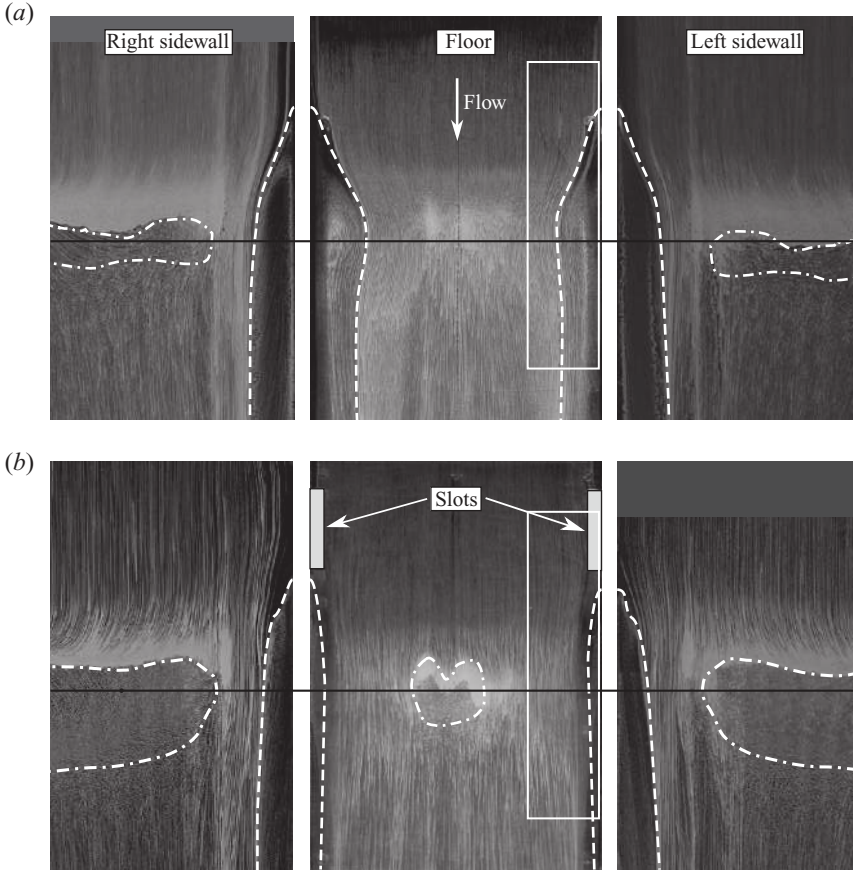 (a)
Right sidewall
Floor
Left sidewall
Flow
(b)
Slots